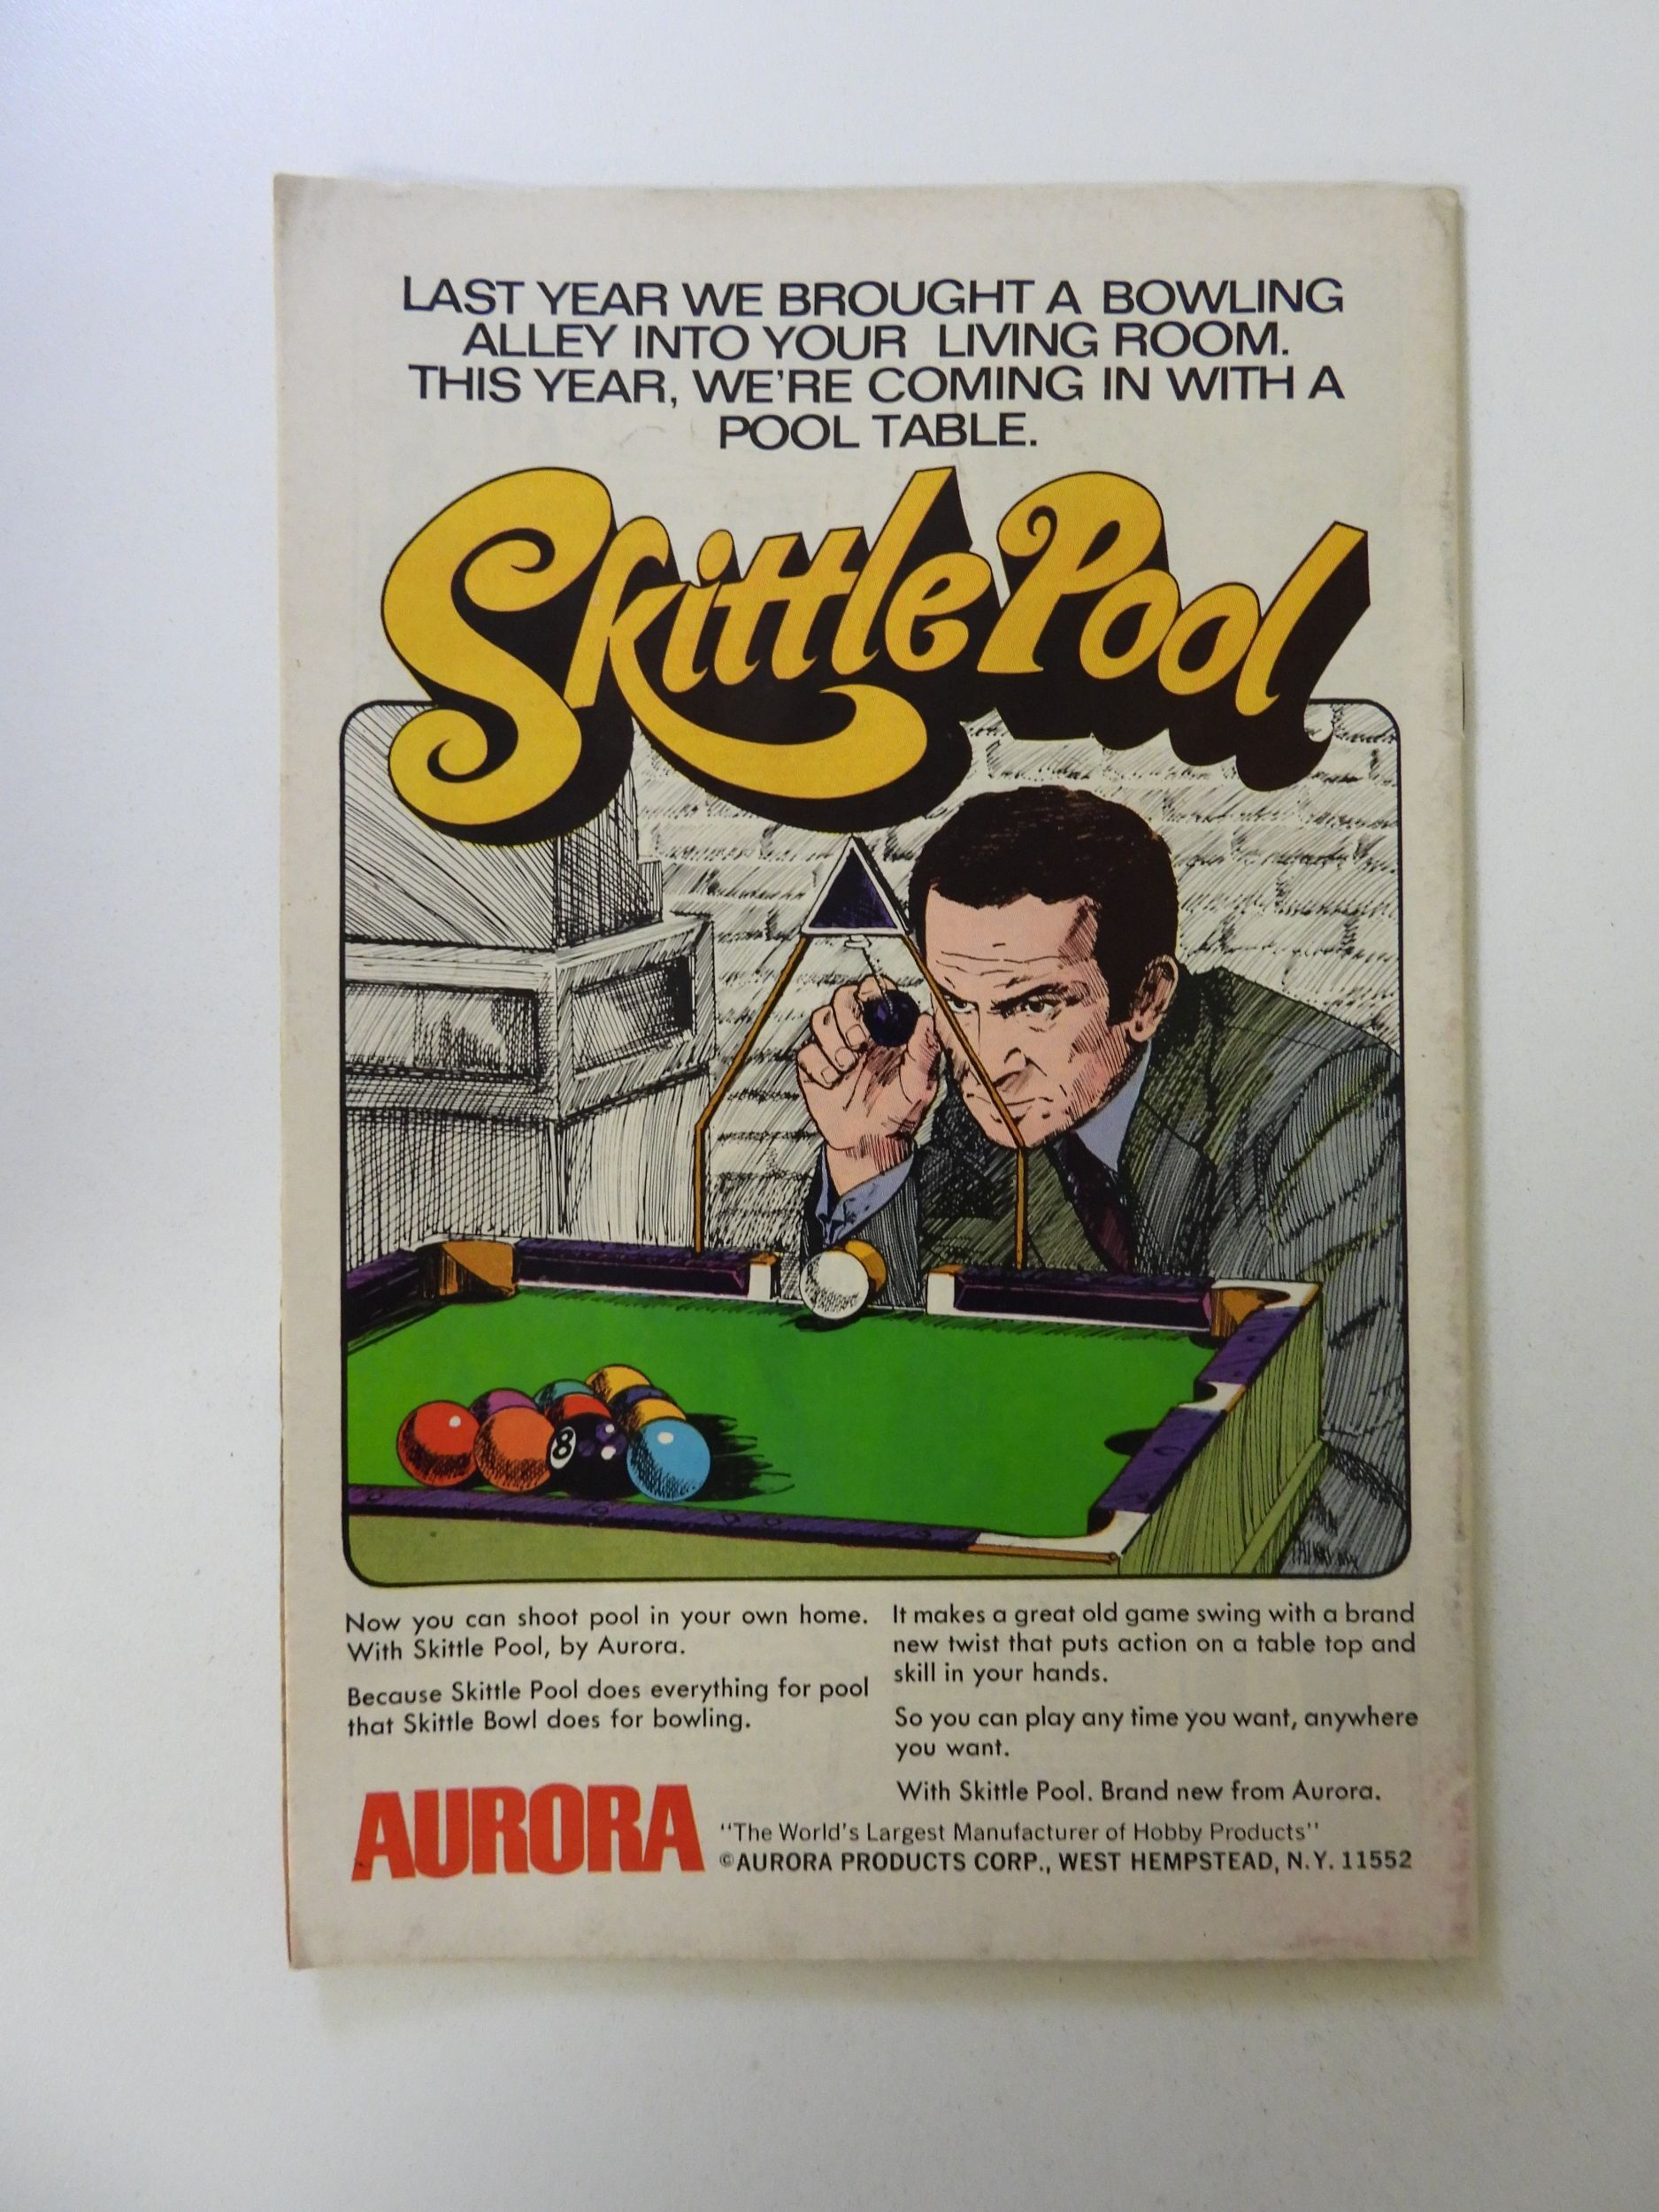 LAST YEAR WE BROUGHT A BOWLING
ALLEY INTO YOUR LIVING ROOM.
THIS YEAR, WE'RE COMING IN WITH A
POOL TABLE.
Skittle Pool
8
Now you can shoot pool in your own home.
With Skittle Pool, by Aurora.
Because Skittle Pool does everything for pool
that Skittle Bowl does for bowling.
It makes a great old game swing with a brand
new twist that puts action on a table top and
skill in your hands.
So you can play any time you want, anywhere
you want.
With Skittle Pool. Brand new from Aurora.
AURORA
"The World's Largest Manufacturer of Hobby Products"
©AURORA PRODUCTS CORP., WEST HEMPSTEAD, N.Y. 11552